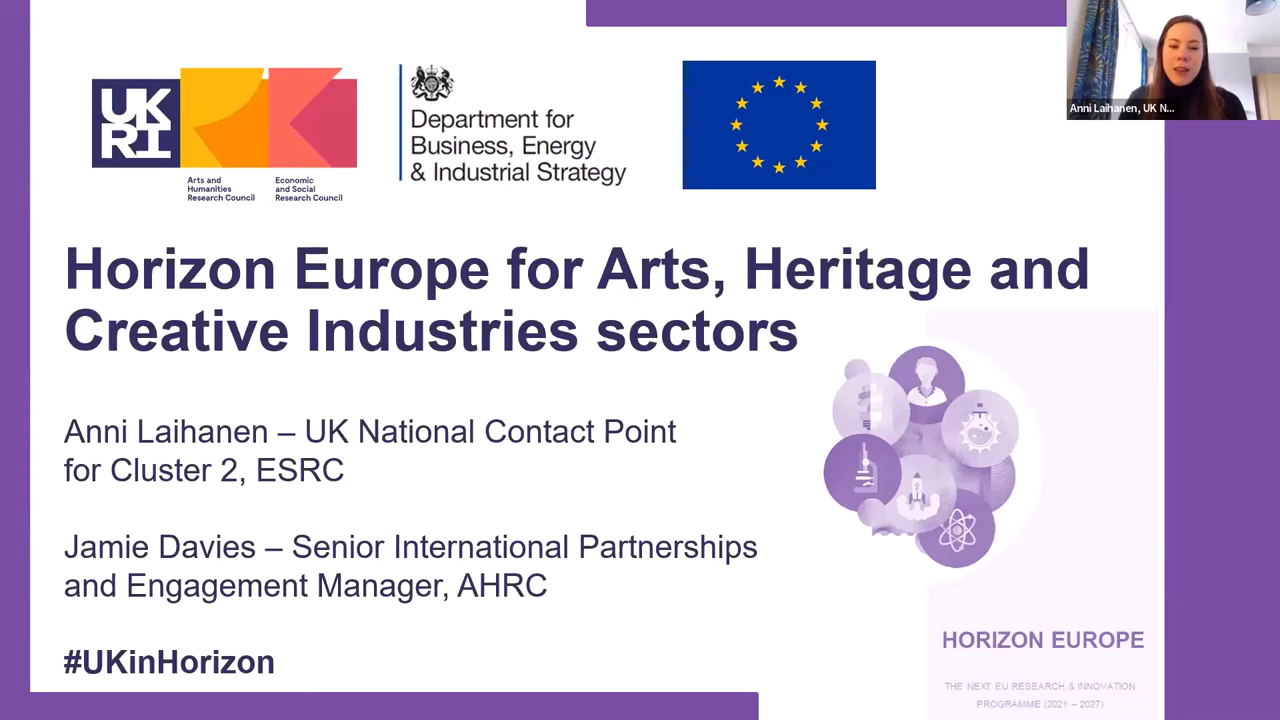 UK
RI
Arts and
Humanities
Research Council
Economic
and Social
Research Council
Department for
Business, Energy
& Industrial Strategy
Anni Laihanen, UK N...
Horizon Europe for Arts, Heritage and
Creative Industries sectors
Anni Laihanen – UK National Contact Point
for Cluster 2, ESRC
Jamie Davies – Senior International Partnerships
and Engagement Manager, AHRC
#UKinHorizon
HORIZON EUROPE
THE NEXT EU RESEARCH & INNOVATION
PROGRAMME (2021 – 2027)